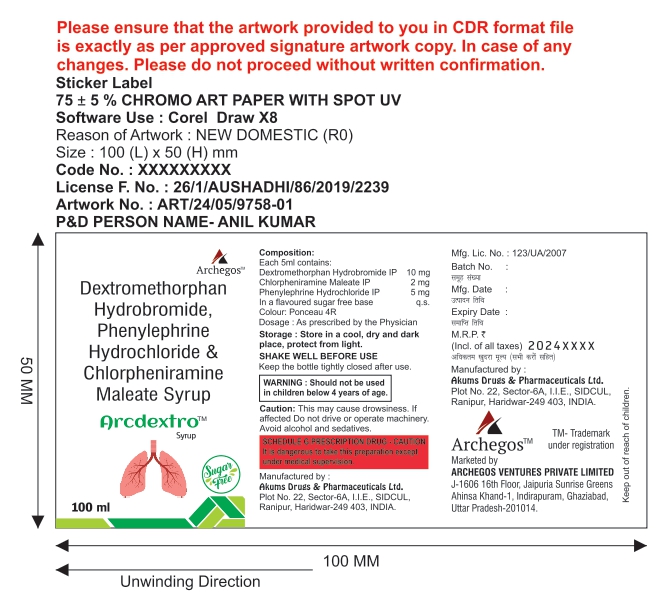 Please ensure that the artwork provided to you in CDR format file
is exactly as per approved signature artwork copy. In case of any
changes. Please do not proceed without written confirmation.
Sticker Label
75 ± 5 % CHROMO ART PAPER WITH SPOT UV
Software Use : Corel Draw X8
Reason of Artwork : NEW DOMESTIC (R0)
Size : 100 (L) x 50 (H) mm
Code No. : XXXXXXXXX
License F. No. : 26/1/AUSHADHI/86/2019/2239
Artwork No. : ART/24/05/9758-01
P&D PERSON NAME- ANIL KUMAR
50 MM
Archegos™
Dextromethorphan
Hydrobromide,
Phenylephrine
Hydrochloride &
Chlorpheniramine
Maleate Syrup
Arcdextro™
Syrup
Sugar
Free
100 ml
Composition:
Each 5ml contains:
Dextromethorphan Hydrobromide IP 10 mg
Chlorpheniramine Maleate IP 2 mg
Phenylephrine Hydrochloride IP 5 mg
In a flavoured sugar free base q.s.
Colour: Ponceau 4R
Dosage : As prescribed by the Physician
Storage : Store in a cool, dry and dark
place, protect from light.
SHAKE WELL BEFORE USE
Keep the bottle tightly closed after use.
WARNING : Should not be used
in children below 4 years of age.
Caution: This may cause drowsiness. If
affected Do not drive or operate machinery.
Avoid alcohol and sedatives.
SCHEDULE G PRESCRIPTION DRUG - CAUTION
It is dangerous to take this preparation except
under medical supervision.
Manufactured by :
Akums Drugs & Pharmaceuticals Ltd.
Plot No. 22, Sector-6A, I.I.E., SIDCUL,
Ranipur, Haridwar-249 403, INDIA.
Mfg. Lic. No. : 123/UA/2007
Batch No. :
समूह संख्या
Mfg. Date :
उत्पादन तिथि
Expiry Date :
समाप्ति तिथि
M.R.P. ₹
(Incl. of all taxes) 2024XXXX
अधिकतम खुदरा मूल्य (सभी करों सहित)
Manufactured by :
Akums Drugs & Pharmaceuticals Ltd.
Plot No. 22, Sector-6A, I.I.E., SIDCUL,
Ranipur, Haridwar-249 403, INDIA.
Archegos™
TM- Trademark
under registration
Marketed by
ARCHEGOS VENTURES PRIVATE LIMITED
J-1606 16th Floor, Jaipuria Sunrise Greens
Ahinsa Khand-1, Indirapuram, Ghaziabad,
Uttar Pradesh-201014.
Keep out of reach of children.
100 MM
Unwinding Direction